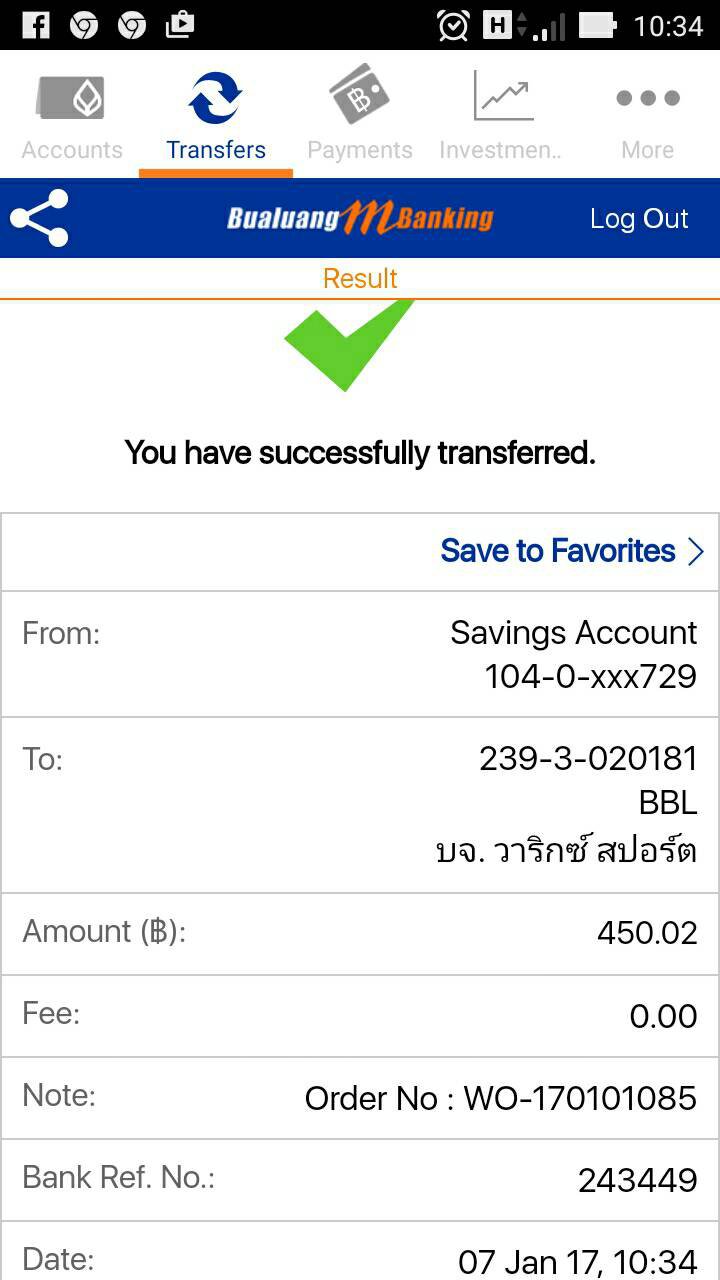 10:34
Accounts Transfers Payments Investmen.. More
Bualuang mBanking Log Out
Result
You have successfully transferred.
Save to Favorites
From: Savings Account
104-0-xxx729
To: 239-3-020181
BBL
บจ. วาริกซ์ สปอร์ต
Amount (฿): 450.02
Fee: 0.00
Note: Order No : WO-170101085
Bank Ref. No.: 243449
Date: 07 Jan 17, 10:34